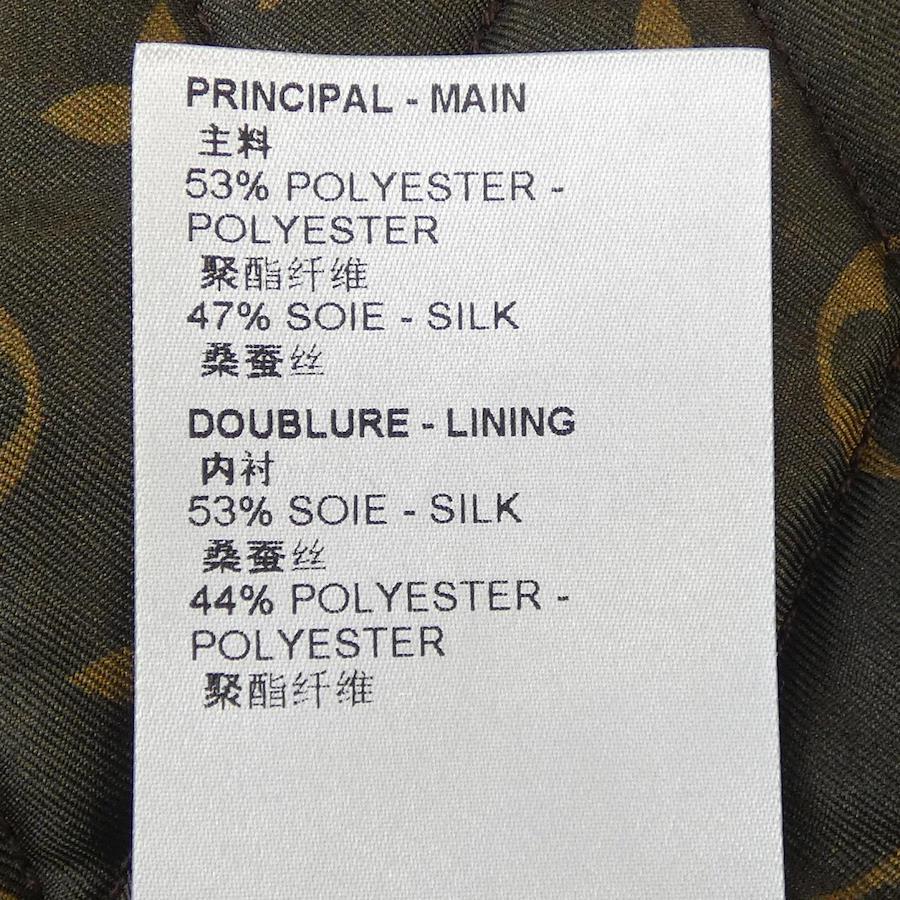 PRINCIPAL - MAIN
主料
53% POLYESTER -
POLYESTER
聚酯纤维
47% SOIE - SILK
桑蚕丝
DOUBLURE - LINING
内衬
53% SOIE - SILK
桑蚕丝
44% POLYESTER -
POLYESTER
聚酯纤维